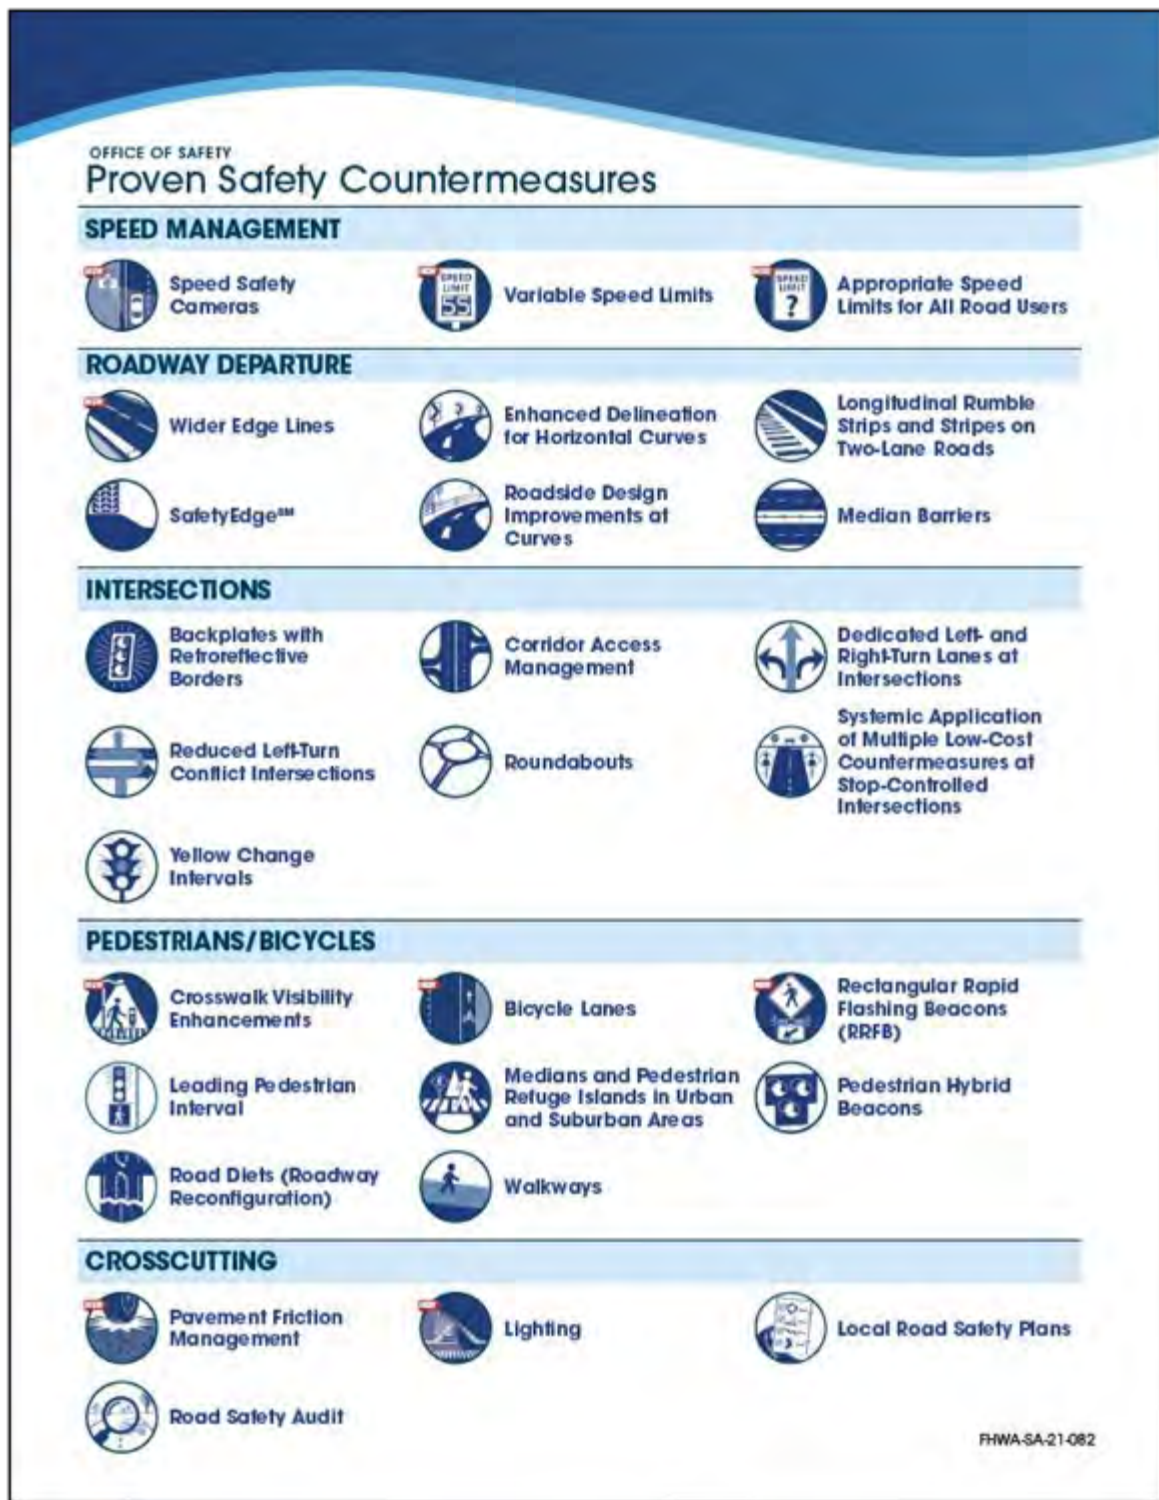 OFFICE OF SAFETY
Proven Safety Countermeasures
SPEED MANAGEMENT
Speed Safety
Cameras
SPEED
LIMIT
55
Variable Speed Limits
SPEED
LIMIT
?
Appropriate Speed
Limits for All Road Users
ROADWAY DEPARTURE
Wider Edge Lines
Enhanced Delineation
for Horizontal Curves
Longitudinal Rumble
Strips and Stripes on
Two-Lane Roads
SafetyEdge℠
Roadside Design
Improvements at
Curves
Median Barriers
INTERSECTIONS
Backplates with
Retroreflective
Borders
Corridor Access
Management
Dedicated Left- and
Right-Turn Lanes at
Intersections
Reduced Left-Turn
Conflict Intersections
Roundabouts
Systemic Application
of Multiple Low-Cost
Countermeasures at
Stop-Controlled
Intersections
Yellow Change
Intervals
PEDESTRIANS/BICYCLES
Crosswalk Visibility
Enhancements
Bicycle Lanes
Rectangular Rapid
Flashing Beacons
(RRFB)
Leading Pedestrian
Interval
Medians and Pedestrian
Refuge Islands in Urban
and Suburban Areas
Pedestrian Hybrid
Beacons
Road Diets (Roadway
Reconfiguration)
Walkways
CROSSCUTTING
Pavement Friction
Management
Lighting
Local Road Safety Plans
Road Safety Audit
FHWA-SA-21-082